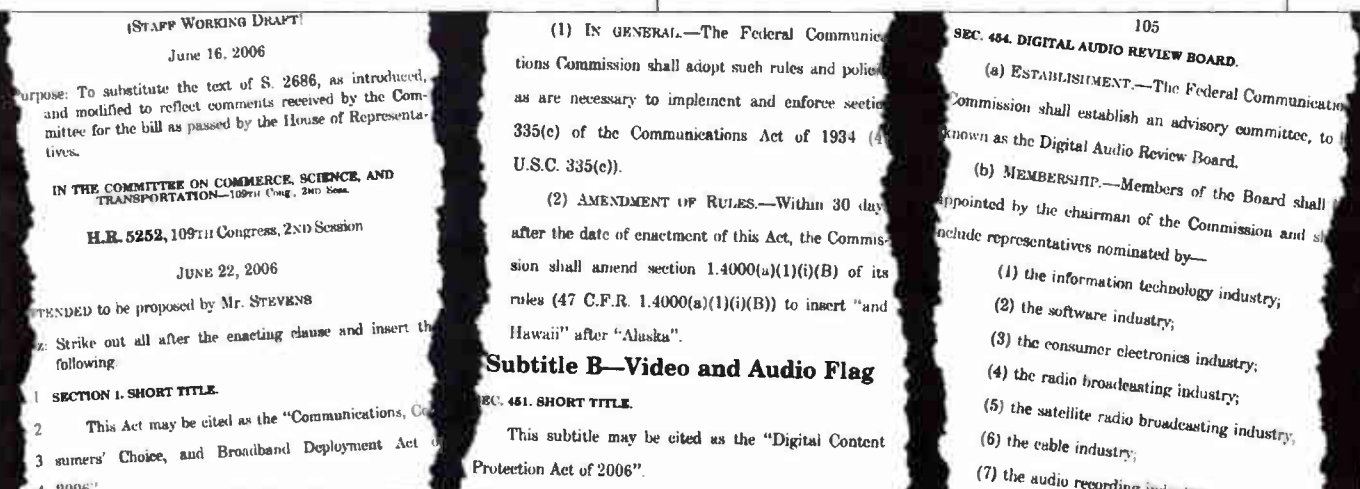 [STAFF WORKING DRAFT]
June 16, 2006
urpose: To substitute the text of S. 2686, as introduced,
and modified to reflect comments received by the Com-
mittee for the bill as passed by the House of Representa-
tives.
IN THE COMMITTEE ON COMMERCE, SCIENCE, AND
TRANSPORTATION—109TH Cong., 2ND Sess.
H.R. 5252, 109TH Congress, 2ND Session
JUNE 22, 2006
TENDED to be proposed by Mr. STEVENS
z: Strike out all after the enacting clause and insert the
following
1 SECTION 1. SHORT TITLE.
2 This Act may be cited as the “Communications, Co
3 sumers’ Choice, and Broadband Deployment Act o
4 2006”
(1) IN GENERAL.—The Federal Communica
tions Commission shall adopt such rules and policie
as are necessary to implement and enforce sectio
335(c) of the Communications Act of 1934 (4
U.S.C. 335(c)).
(2) AMENDMENT OF RULES.—Within 30 day
after the date of enactment of this Act, the Commis-
sion shall amend section 1.4000(a)(1)(i)(B) of its
rules (47 C.F.R. 1.4000(a)(1)(i)(B)) to insert “and
Hawaii” after “Alaska”.
Subtitle B—Video and Audio Flag
EC. 451. SHORT TITLE.
This subtitle may be cited as the “Digital Content
Protection Act of 2006”.
105
SEC. 454. DIGITAL AUDIO REVIEW BOARD.
(a) ESTABLISHMENT.—The Federal Communicatio
Commission shall establish an advisory committee, to
known as the Digital Audio Review Board.
(b) MEMBERSHIP.—Members of the Board shall
appointed by the chairman of the Commission and s
nclude representatives nominated by—
(1) the information technology industry;
(2) the software industry;
(3) the consumer electronics industry;
(4) the radio broadcasting industry;
(5) the satellite radio broadcasting industry,
(6) the cable industry;
(7) the audio recording